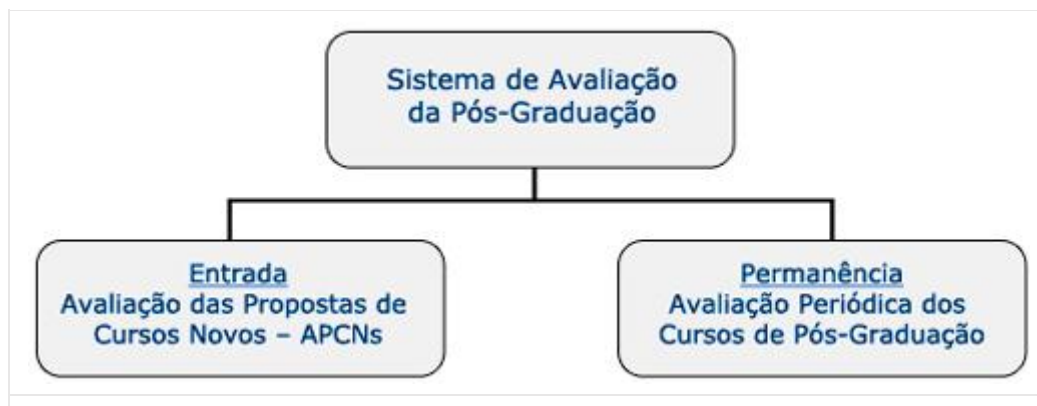 Sistema de Avaliação
da Pós-Graduação
Entrada
Avaliação das Propostas de
Cursos Novos – APCNs
Permanência
Avaliação Periódica dos
Cursos de Pós-Graduação